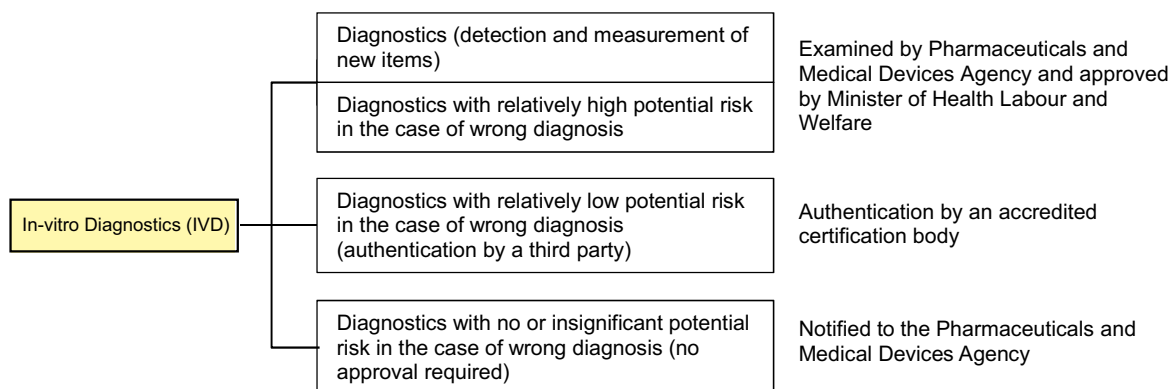 Diagnostics (detection and measurement of
new items)
Diagnostics with relatively high potential risk
in the case of wrong diagnosis
Examined by Pharmaceuticals and
Medical Devices Agency and approved
by Minister of Health Labour and
Welfare
In-vitro Diagnostics (IVD)
Diagnostics with relatively low potential risk
in the case of wrong diagnosis
(authentication by a third party)
Authentication by an accredited
certification body
Diagnostics with no or insignificant potential
risk in the case of wrong diagnosis (no
approval required)
Notified to the Pharmaceuticals and
Medical Devices Agency